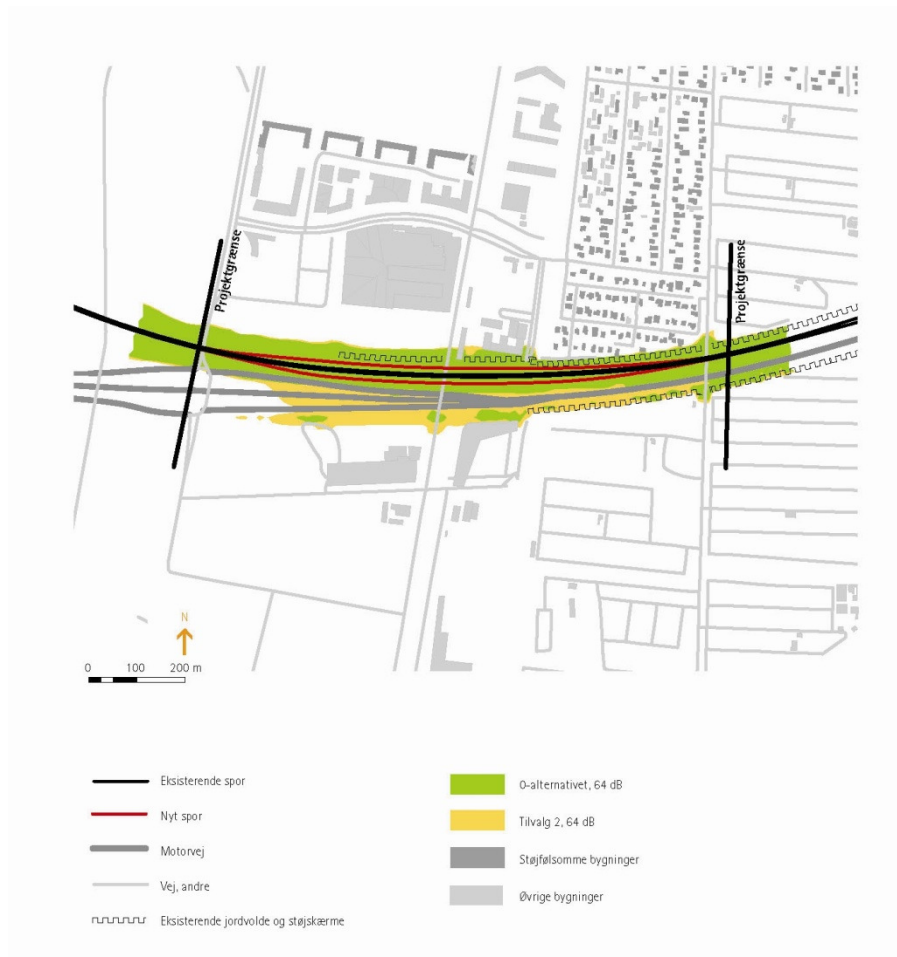 Projektgrænse
Projektgrænse
N
0 100 200 m
Eksisterende spor
Nyt spor
Motorvej
Vej, andre
Eksisterende jordvolde og støjskærme
0-alternativet, 64 dB
Tilvalg 2, 64 dB
Støjfølsomme bygninger
Øvrige bygninger